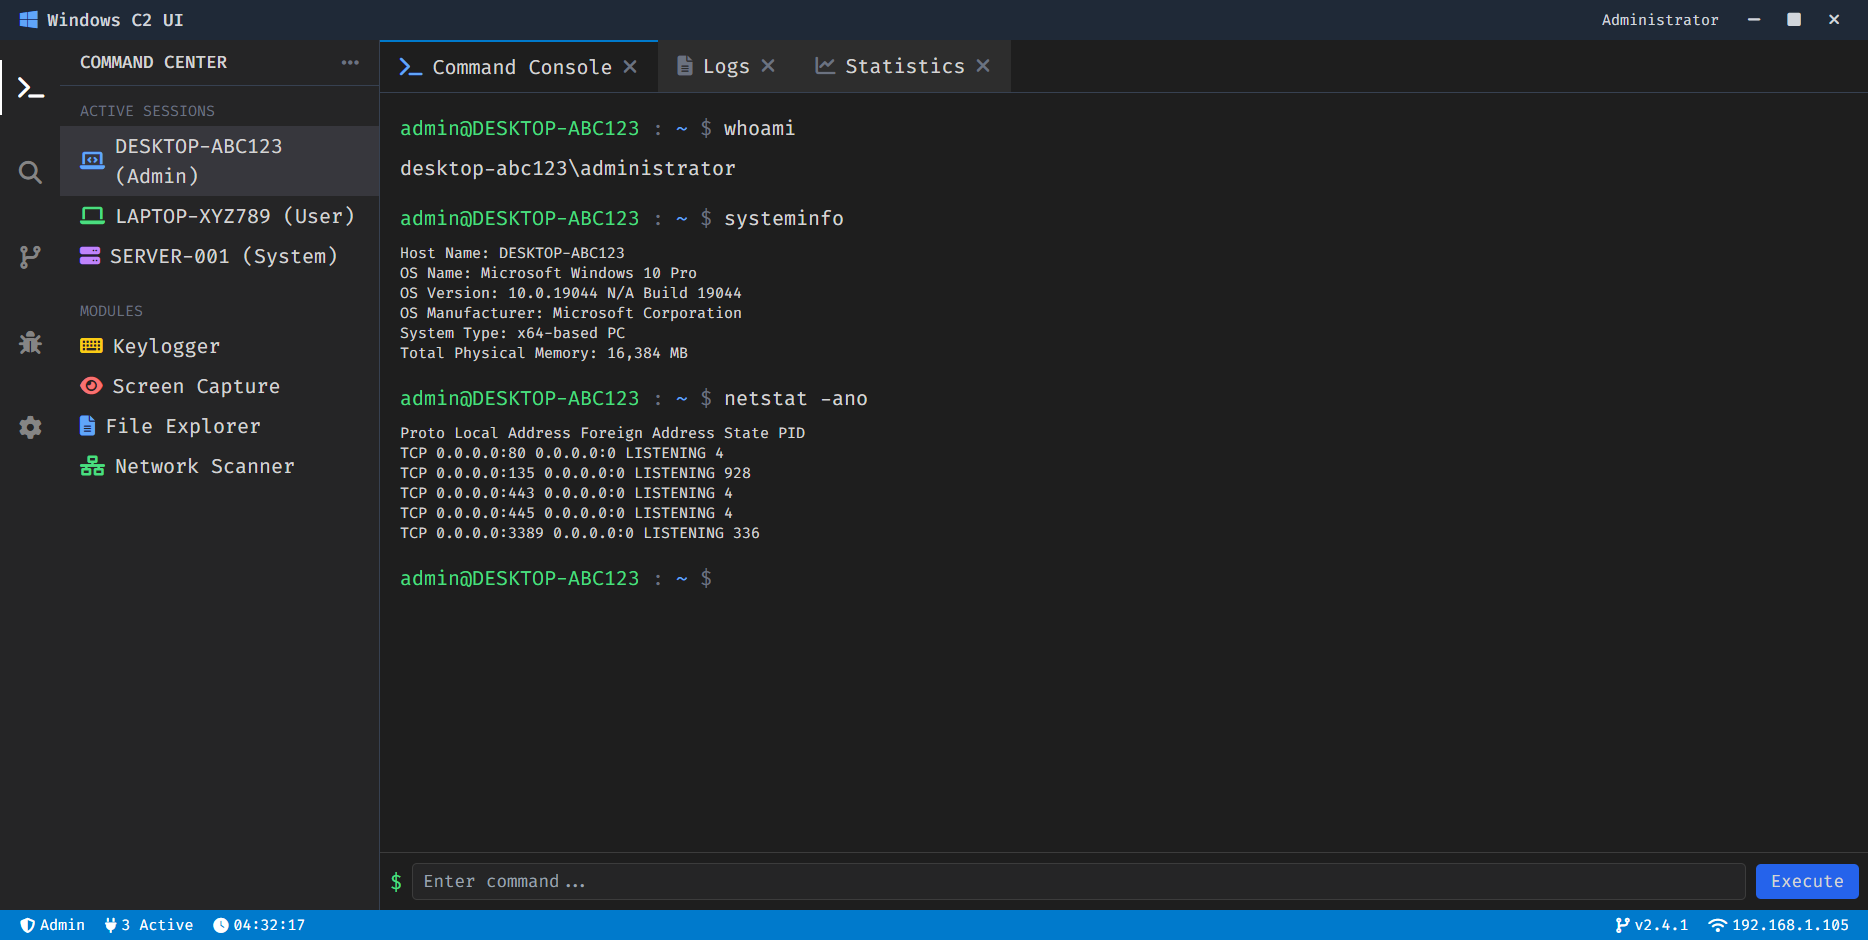 Windows C2 UI
Administrator
COMMAND CENTER
ACTIVE SESSIONS
DESKTOP-ABC123
(Admin)
LAPTOP-XYZ789 (User)
SERVER-001 (System)
MODULES
Keylogger
Screen Capture
File Explorer
Network Scanner
Command Console
Logs
Statistics
admin@DESKTOP-ABC123 : ~ $ whoami
desktop-abc123\administrator
admin@DESKTOP-ABC123 : ~ $ systeminfo
Host Name: DESKTOP-ABC123
OS Name: Microsoft Windows 10 Pro
OS Version: 10.0.19044 N/A Build 19044
OS Manufacturer: Microsoft Corporation
System Type: x64-based PC
Total Physical Memory: 16,384 MB
admin@DESKTOP-ABC123 : ~ $ netstat -ano
Proto Local Address Foreign Address State PID
TCP 0.0.0.0:80 0.0.0.0:0 LISTENING 4
TCP 0.0.0.0:135 0.0.0.0:0 LISTENING 928
TCP 0.0.0.0:443 0.0.0.0:0 LISTENING 4
TCP 0.0.0.0:445 0.0.0.0:0 LISTENING 4
TCP 0.0.0.0:3389 0.0.0.0:0 LISTENING 336
admin@DESKTOP-ABC123 : ~ $
$ Enter command...
Execute
Admin
3 Active
04:32:17
v2.4.1
192.168.1.105